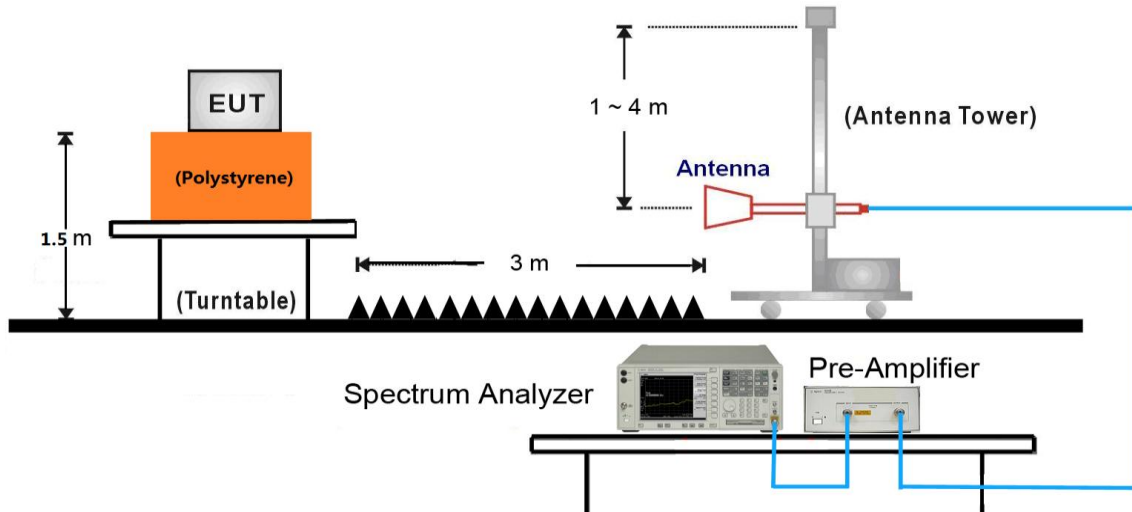 EUT
(Polystyrene)
1.5 m
(Turntable)
3 m
1 ~ 4 m
(Antenna Tower)
Antenna
Spectrum Analyzer
Pre-Amplifier